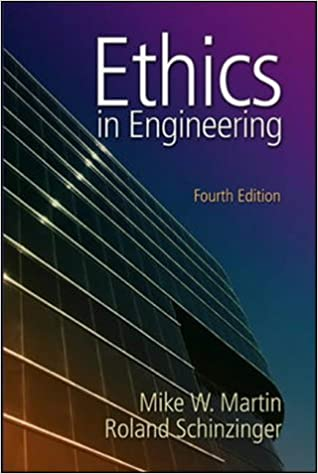 Ethics
in Engineering
Fourth Edition
Mike W. Martin
Roland Schinzinger